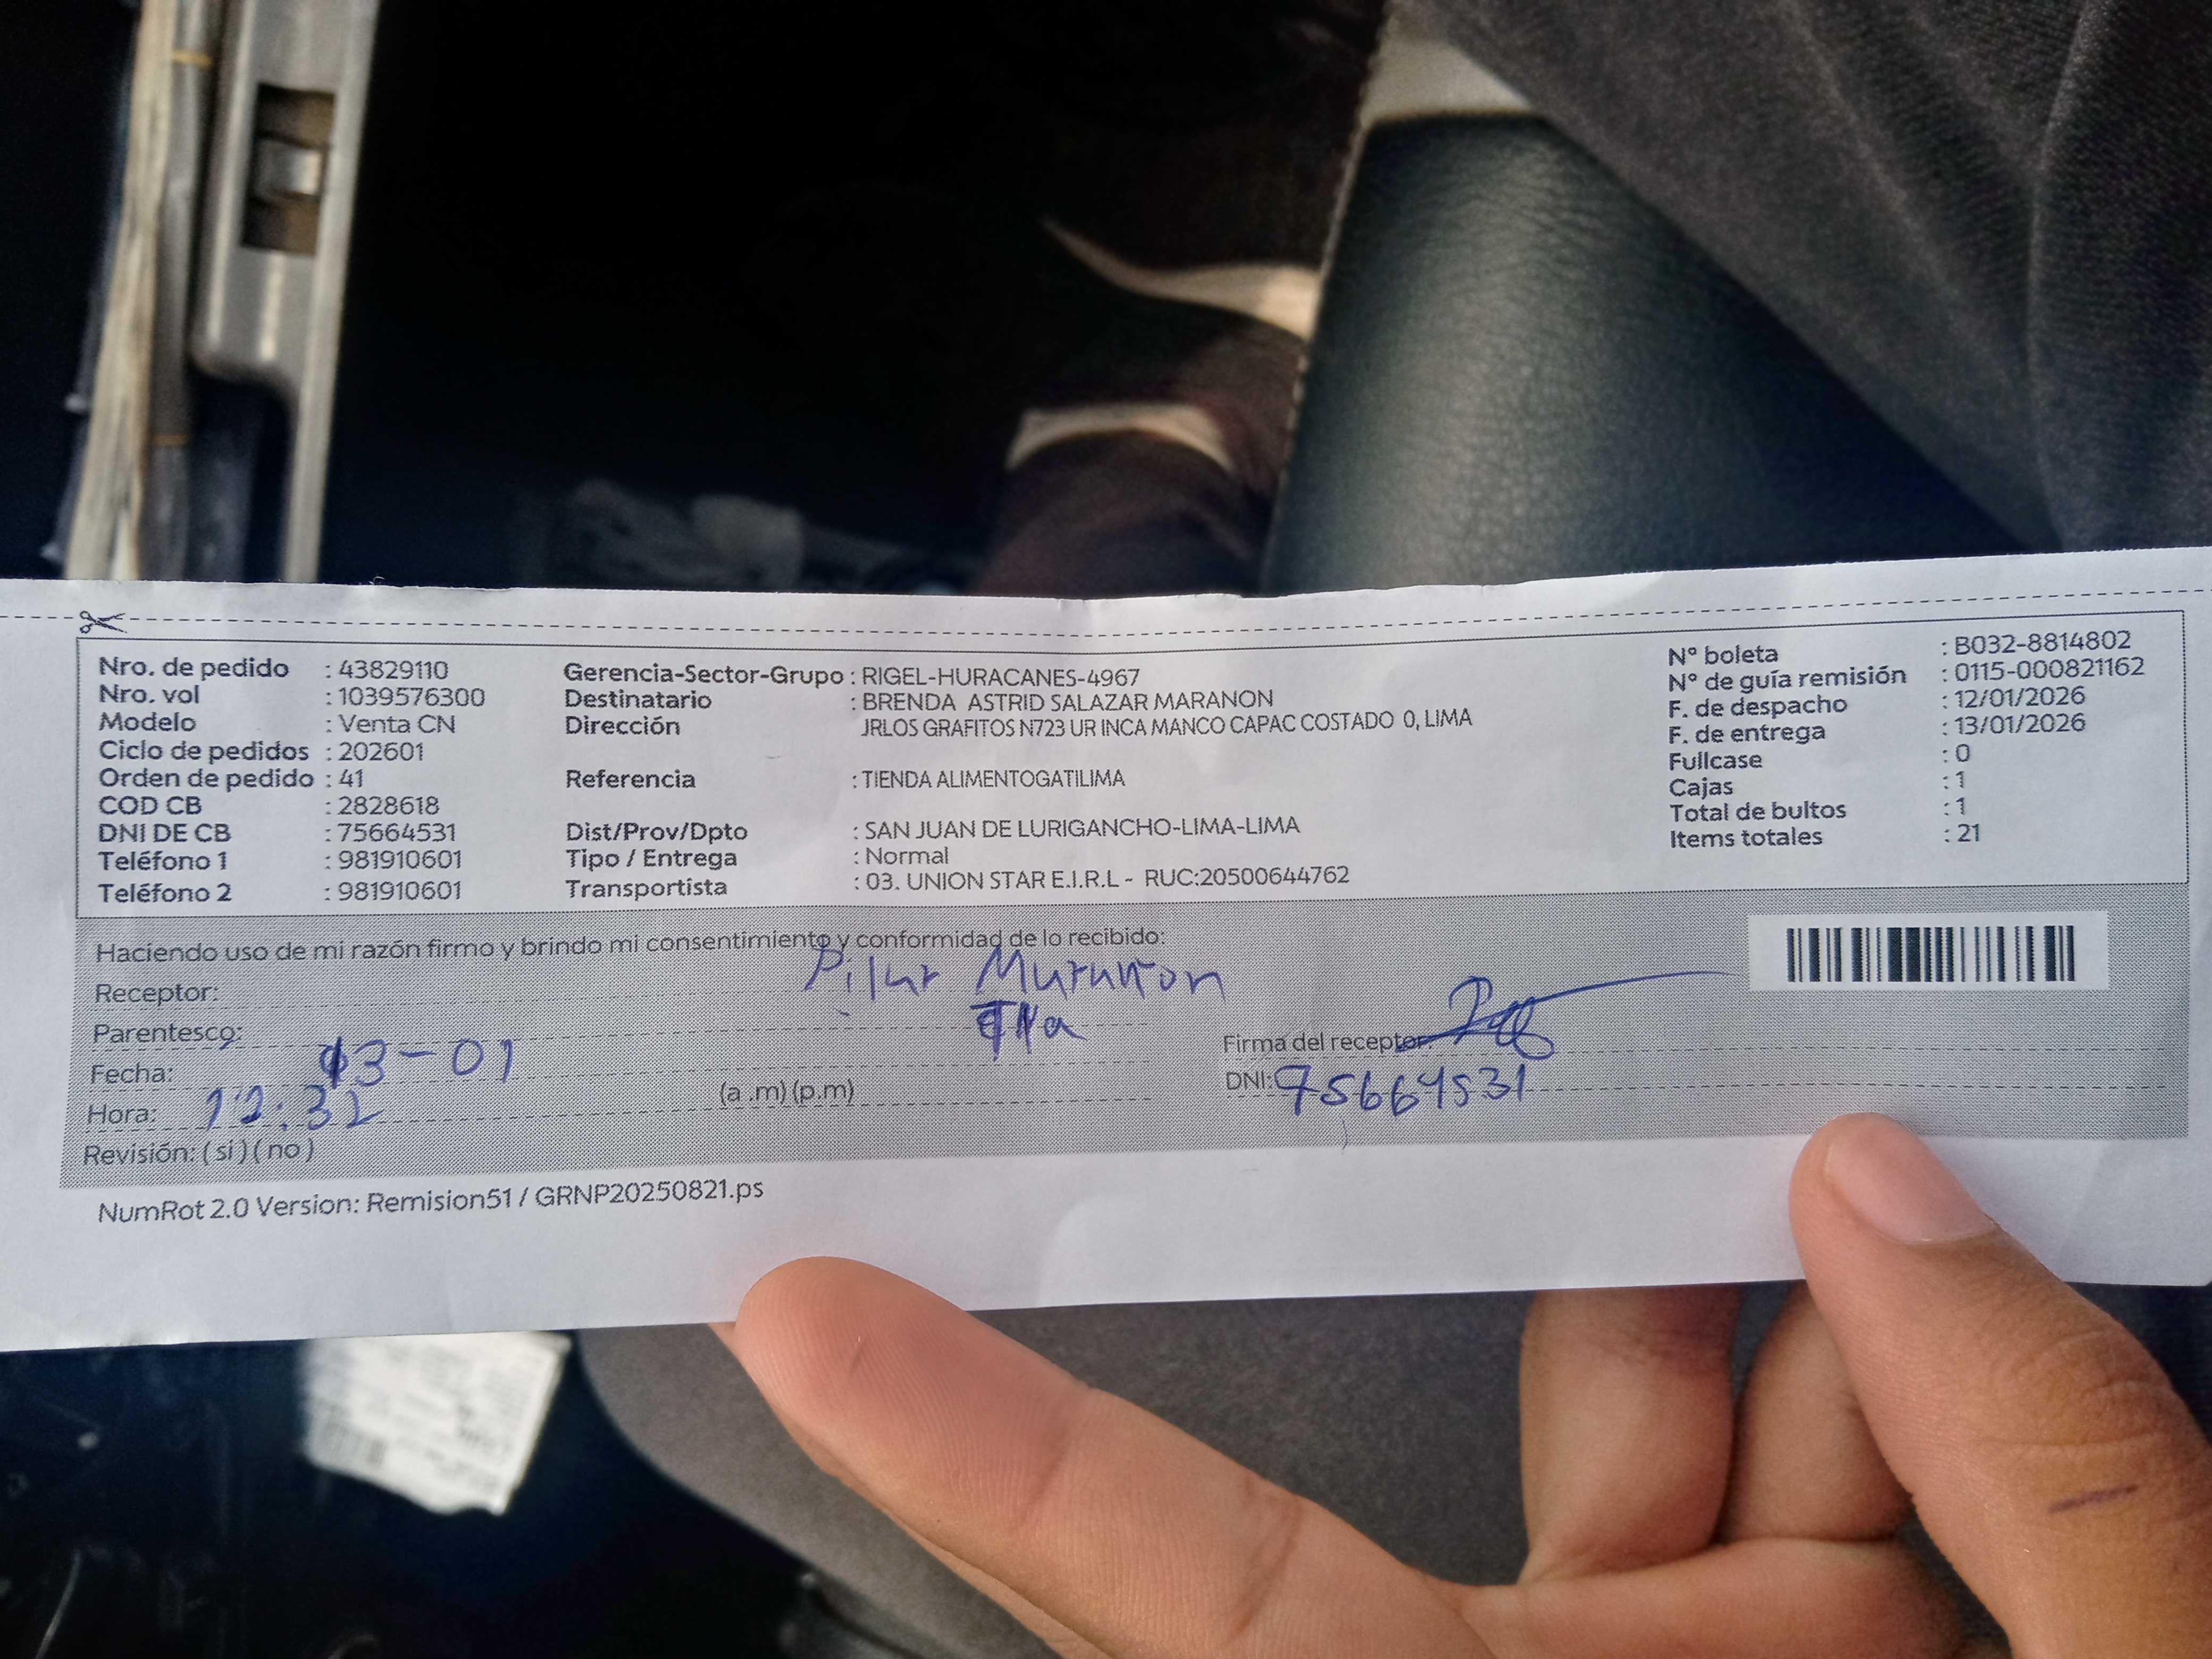 Nro. de pedido : 43829110
Nro. vol : 1039576300
Modelo : Venta CN
Ciclo de pedidos : 202601
Orden de pedido : 41
COD CB : 2828618
DNI DE CB : 75664531
Teléfono 1 : 981910601
Teléfono 2 : 981910601
Gerencia-Sector-Grupo : RIGEL-HURACANES-4967
Destinatario : BRENDA ASTRID SALAZAR MARANON
Dirección JRLOS GRAFITOS N723 UR INCA MANCO CAPAC COSTADO 0, LIMA
Referencia : TIENDA ALIMENTOGATILIMA
Dist/Prov/Dpto : SAN JUAN DE LURIGANCHO-LIMA-LIMA
Tipo / Entrega : Normal
Transportista : 03. UNION STAR E.I.R.L - RUC:20500644762
N° boleta : B032-8814802
N° de guía remisión : 0115-000821162
F. de despacho : 12/01/2026
F. de entrega : 13/01/2026
Fullcase : 0
Cajas : 1
Total de bultos : 1
Items totales : 21
Haciendo uso de mi razón firmo y brindo mi consentimiento y conformidad de lo recibido:
Receptor: Pilar Marañon
Parentesco:
Fecha: 13-01
Hora: 12:32 (a .m) (p.m)
Revisión: ( si ) ( no )
Firma del receptor:
DNI: 75664531
NumRot 2.0 Version: Remision51 / GRNP20250821.ps